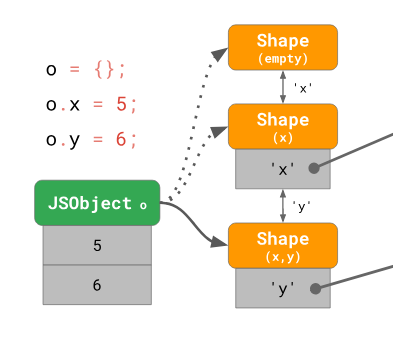 o = {};
o.x = 5;
o.y = 6;
JSObject o
5
6
Shape
(empty)
'x'
Shape
(x)
'x'
'y'
Shape
(x,y)
'y'